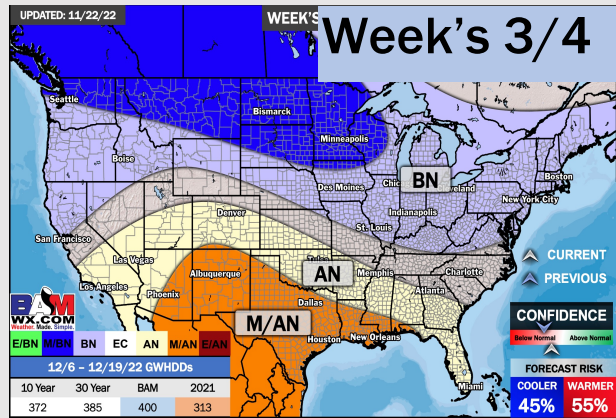 UPDATED: 11/22/22
WEEK'S
Week's 3/4
Seattle
Bismarck
Minneapolis
Boise
BN
Boston
Des Moines
New York City
Indianapolis
Denver
St. Louis
San Francisco
CURRENT
Las Vegas
AN
Memphis
Charlotte
PREVIOUS
Albuquerque
Atlanta
Los Angeles
Phoenix
Dallas
BAM
WX.COM
Weather. Made. Simple.
M/AN
CONFIDENCE
Houston
New Orleans
Below Normal Above Normal
E/BN M/BN BN EC AN M/AN E/AN
FORECAST RISK
12/6 – 12/19/22 GWHDDs
Miami
COOLER WARMER
10 Year 30 Year BAM 2021
45% 55%
372 385 400 313